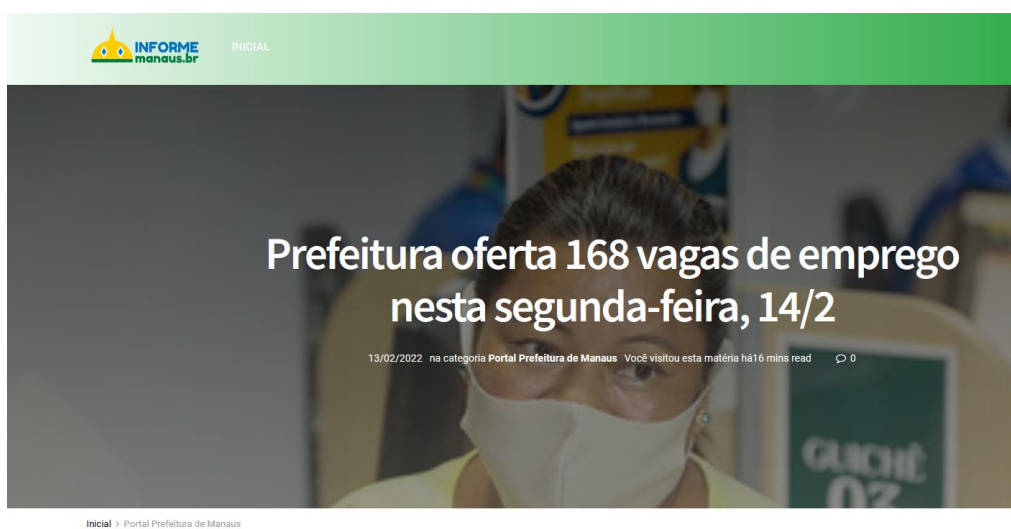 INFORME
manaus.br
INICIAL
Prefeitura oferta 168 vagas de emprego
nesta segunda-feira, 14/2
13/02/2022 na categoria Portal Prefeitura de Manaus Você visitou esta matéria há16 mins read 0
GUICHÊ
03
Inicial > Portal Prefeitura de Manaus